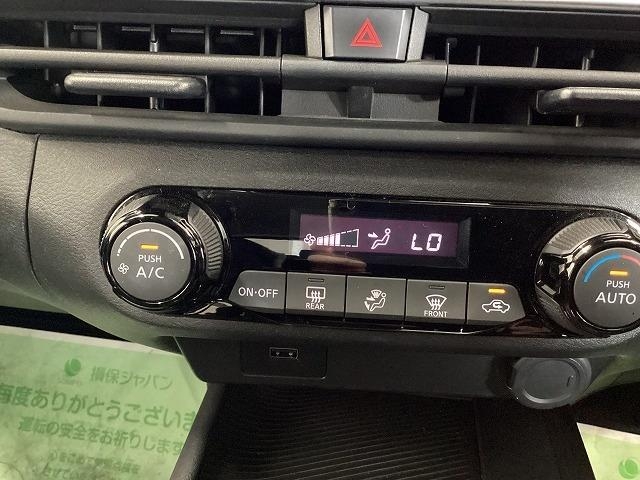 LO
PUSH
A/C
ON·OFF
REAR
FRONT
PUSH
AUTO
損保ジャパン
毎度ありがとうございま
運転の安全をお祈りします